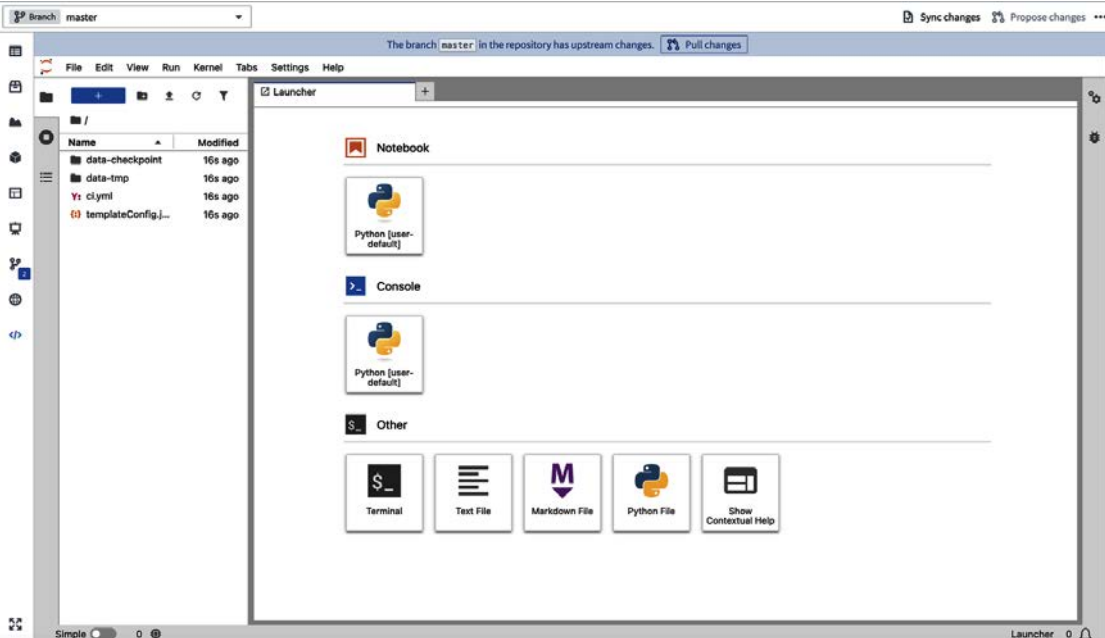 Branch master
Sync changes Propose changes
The branch master in the repository has upstream changes. Pull changes
File Edit View Run Kernel Tabs Settings Help
Launcher
/
Name Modified
data-checkpoint 16s ago
data-tmp 16s ago
ci.yml 16s ago
templateConfig.j... 16s ago
Notebook
Python [user-
default]
Console
Python [user-
default]
$_ Other
$_
Terminal
Text File
Markdown File
Python File
Show
Contextual Help
2
Simple 0
Launcher 0